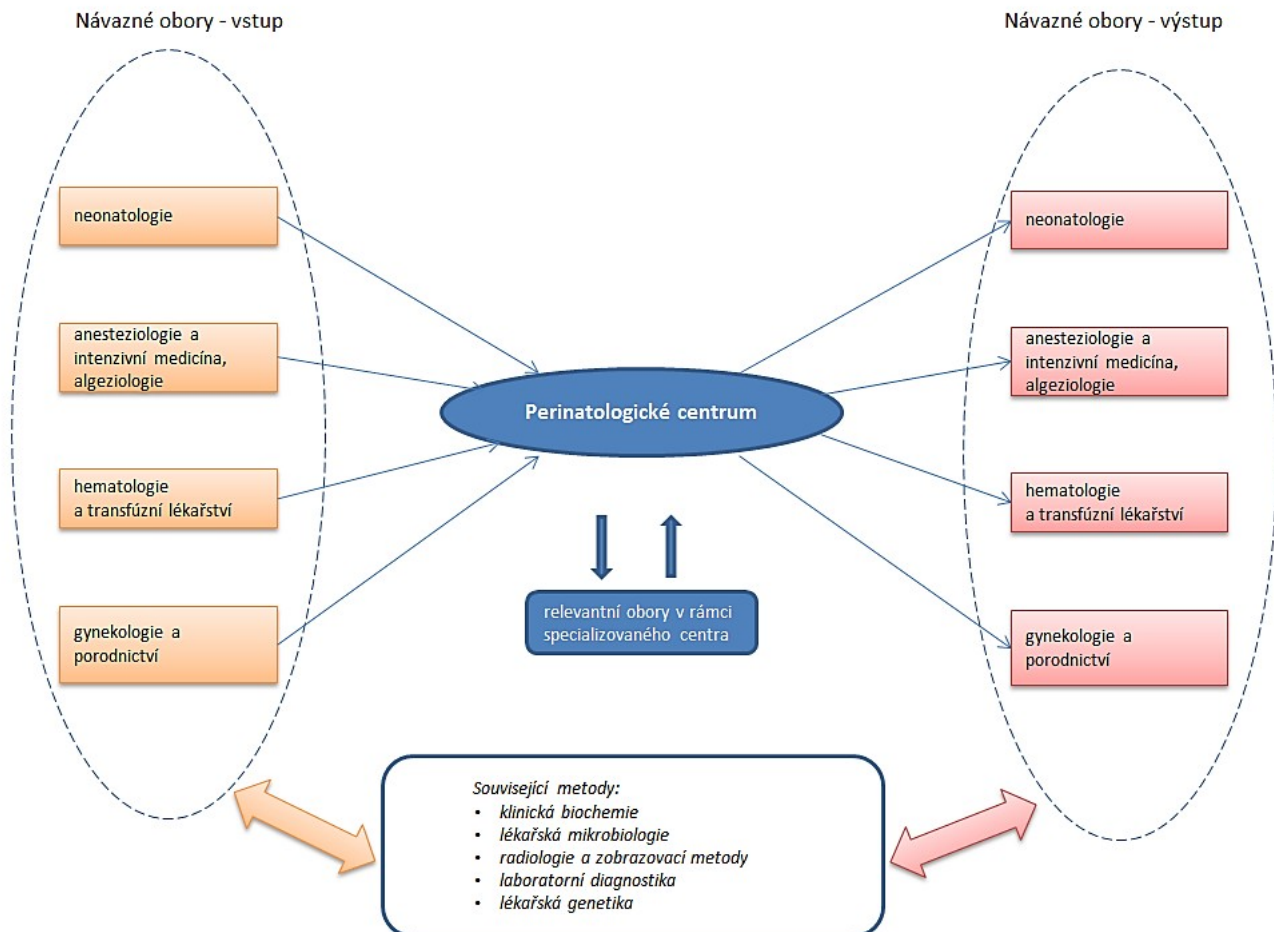 Návazné obory - vstup
neonatologie
anesteziologie a
intenzivní medicína,
algeziologie
hematologie
a transfúzní lékařství
gynekologie a
porodnictví
Perinatologické centrum
relevantní obory v rámci
specializovaného centra
Návazné obory - výstup
neonatologie
anesteziologie a
intenzivní medicína,
algeziologie
hematologie
a transfúzní lékařství
gynekologie a
porodnictví
Související metody:
• klinická biochemie
• lékařská mikrobiologie
• radiologie a zobrazovací metody
• laboratorní diagnostika
• lékařská genetika